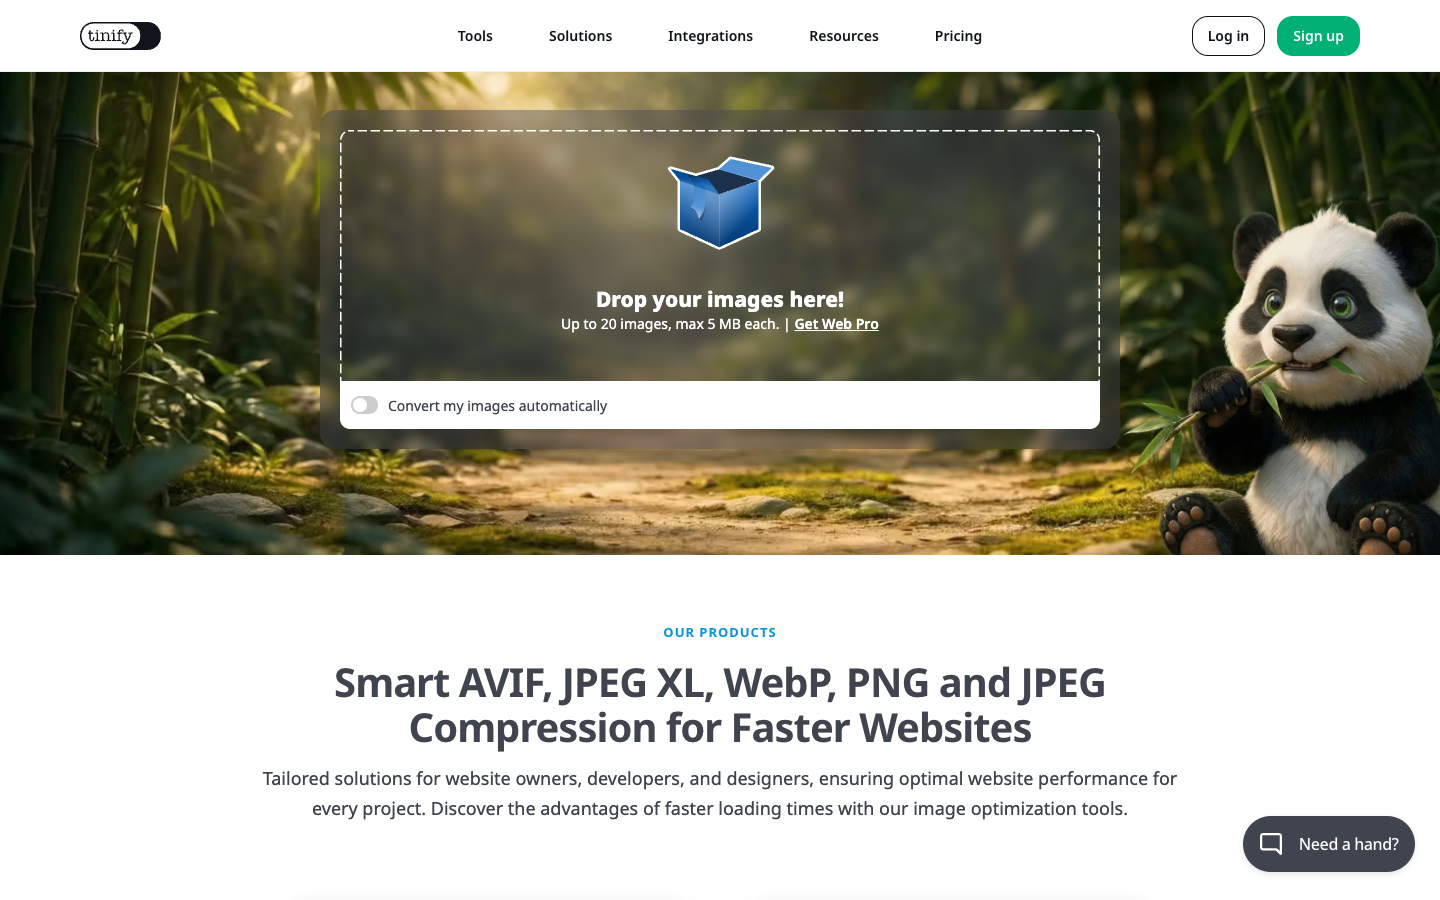 tinify
Tools
Solutions
Integrations
Resources
Pricing
Log in
Sign up
Drop your images here!
Up to 20 images, max 5 MB each. | Get Web Pro
Convert my images automatically
OUR PRODUCTS
Smart AVIF, JPEG XL, WebP, PNG and JPEG
Compression for Faster Websites
Tailored solutions for website owners, developers, and designers, ensuring optimal website performance for
every project. Discover the advantages of faster loading times with our image optimization tools.
Need a hand?